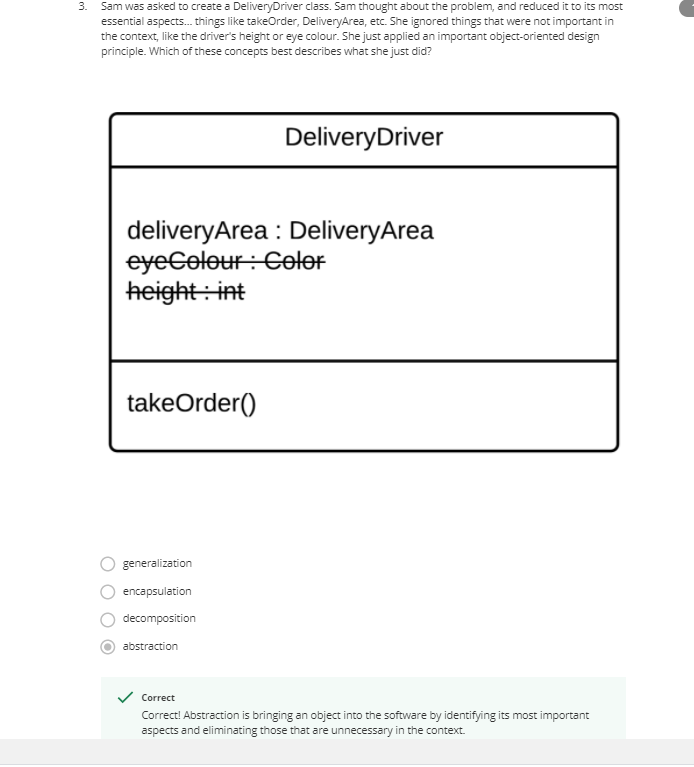 3. Sam was asked to create a DeliveryDriver class. Sam thought about the problem, and reduced it to its most
essential aspects... things like takeOrder, DeliveryArea, etc. She ignored things that were not important in
the context, like the driver's height or eye colour. She just applied an important object-oriented design
principle. Which of these concepts best describes what she just did?
DeliveryDriver
deliveryArea : DeliveryArea
eyeColour : Color
height : int
takeOrder()
generalization
encapsulation
decomposition
abstraction
Correct
Correct! Abstraction is bringing an object into the software by identifying its most important
aspects and eliminating those that are unnecessary in the context.